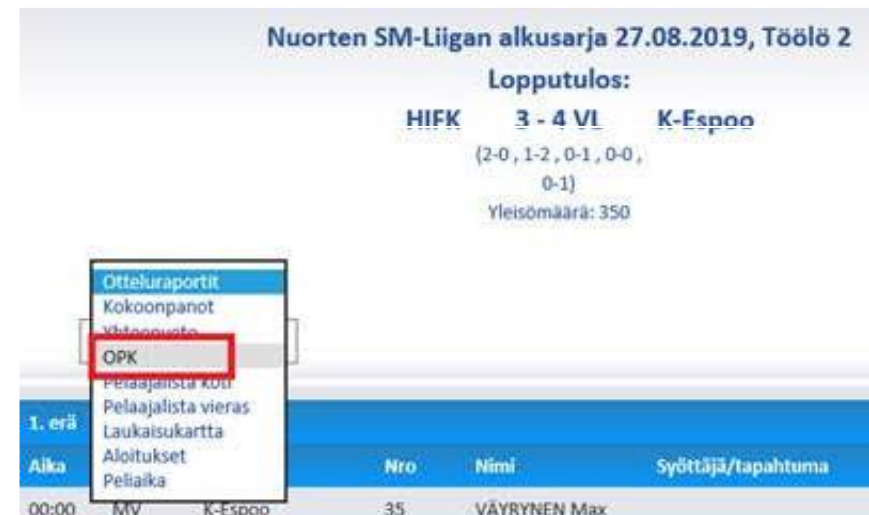 Nuorten SM-Liigan alkusarja 27.08.2019, Töölö 2
Lopputulos:
HIFK 3 - 4 VL K-Espoo
(2-0 , 1-2 , 0-1 , 0-0 ,
0-1)
Yleisömäärä: 350
Otteluraportit
Kokoonpanot
OPK
Pelaajalista koti
Pelaajalista vieras
Laukaisukartta
Aloitukset
Peliaika
1. erä
Aika Nro Nimi Syöttäjä/tapahtuma
00:00 MV K-Espoo 35 VÄYRYNEN Max